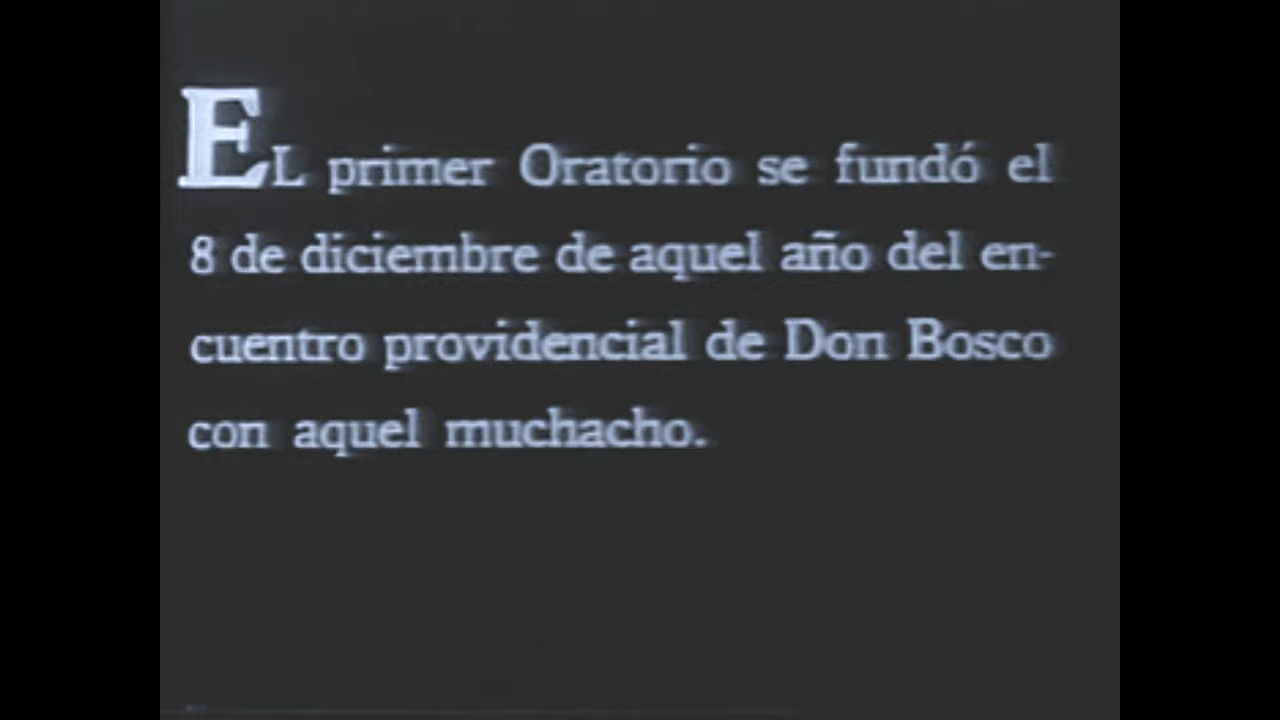 EL primer Oratorio se fundó el
8 de diciembre de aquel año del en-
cuentro providencial de Don Bosco
con aquel muchacho.